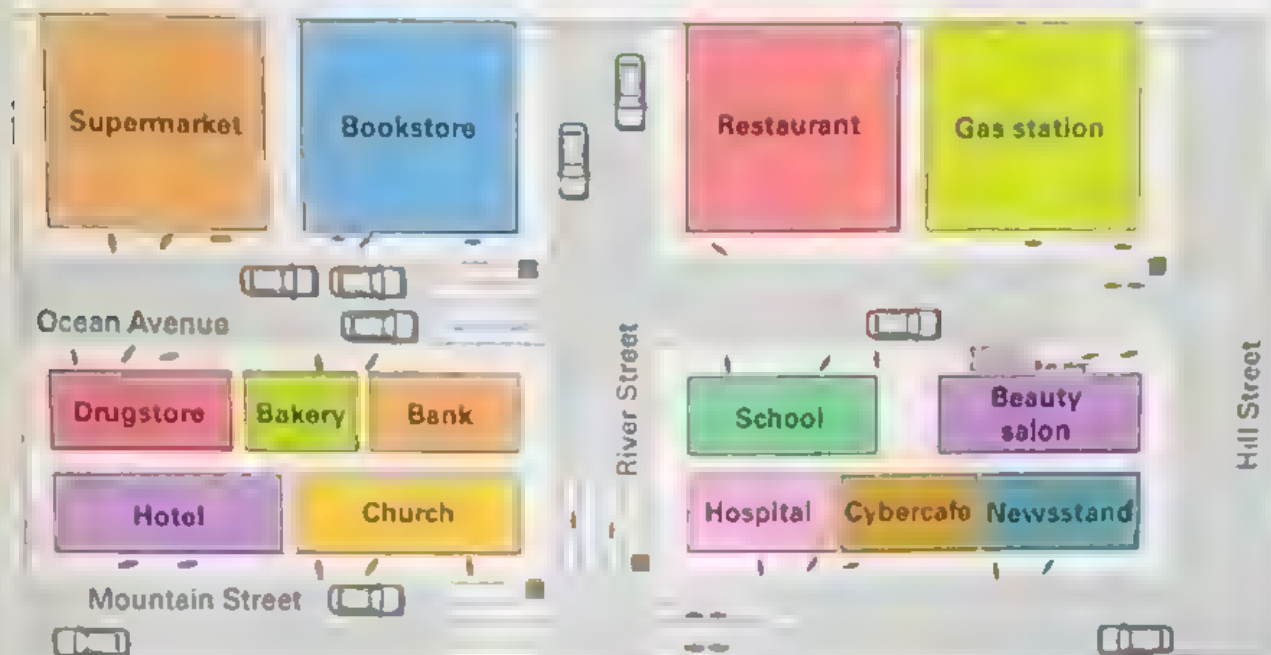 Supermarket
Bookstore
Restaurant
Gas station
Ocean Avenue
River Street
Hill Street
Drugstore
Bakery
Bank
School
Beauty
salon
Hotel
Church
Hospital
Cybercafe
Newsstand
Mountain Street